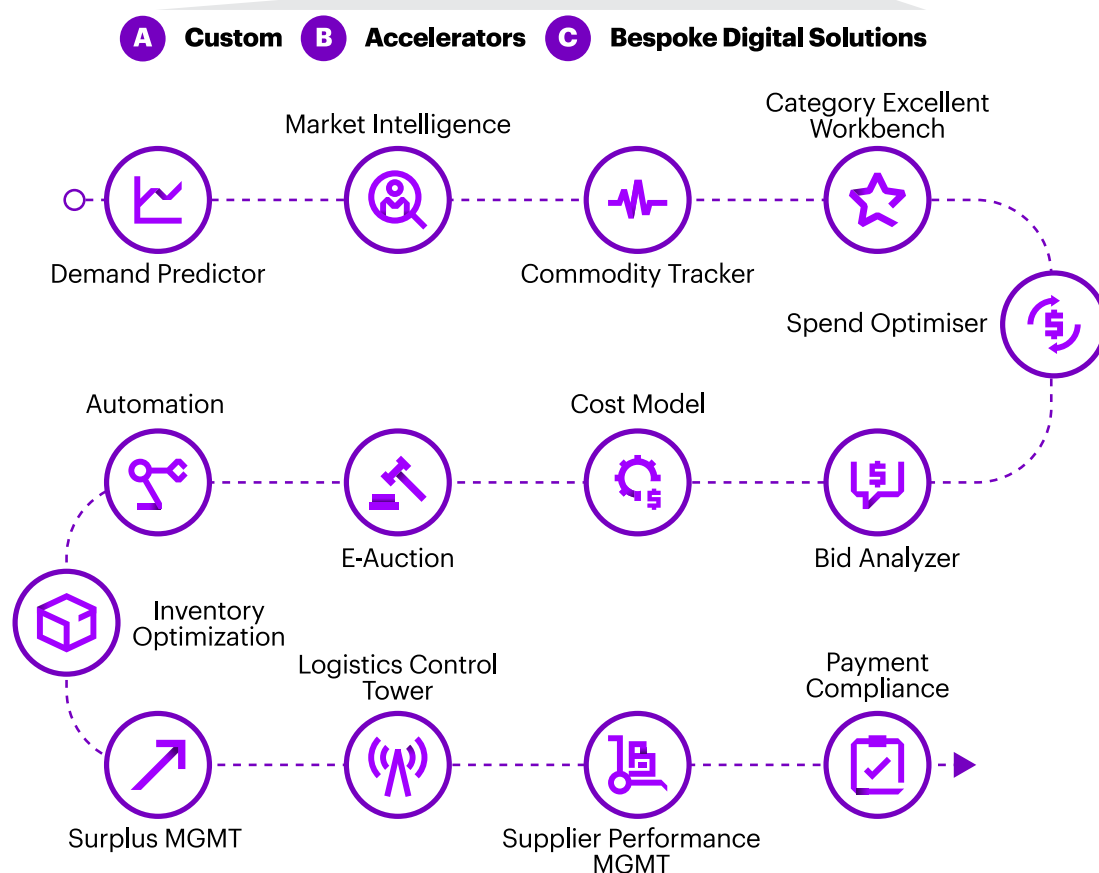 A Custom B Accelerators C Bespoke Digital Solutions
Demand Predictor
Market Intelligence
Commodity Tracker
Category Excellent
Workbench
Spend Optimiser
Bid Analyzer
Cost Model
E-Auction
Automation
Inventory
Optimization
Surplus MGMT
Logistics Control
Tower
Supplier Performance
MGMT
Payment
Compliance